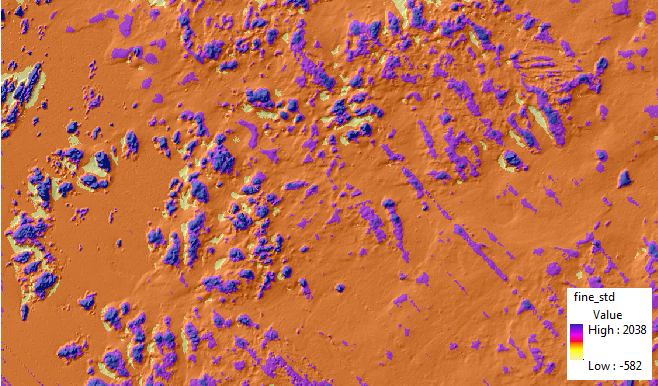 fine_std
Value
High : 2038
Low : -582